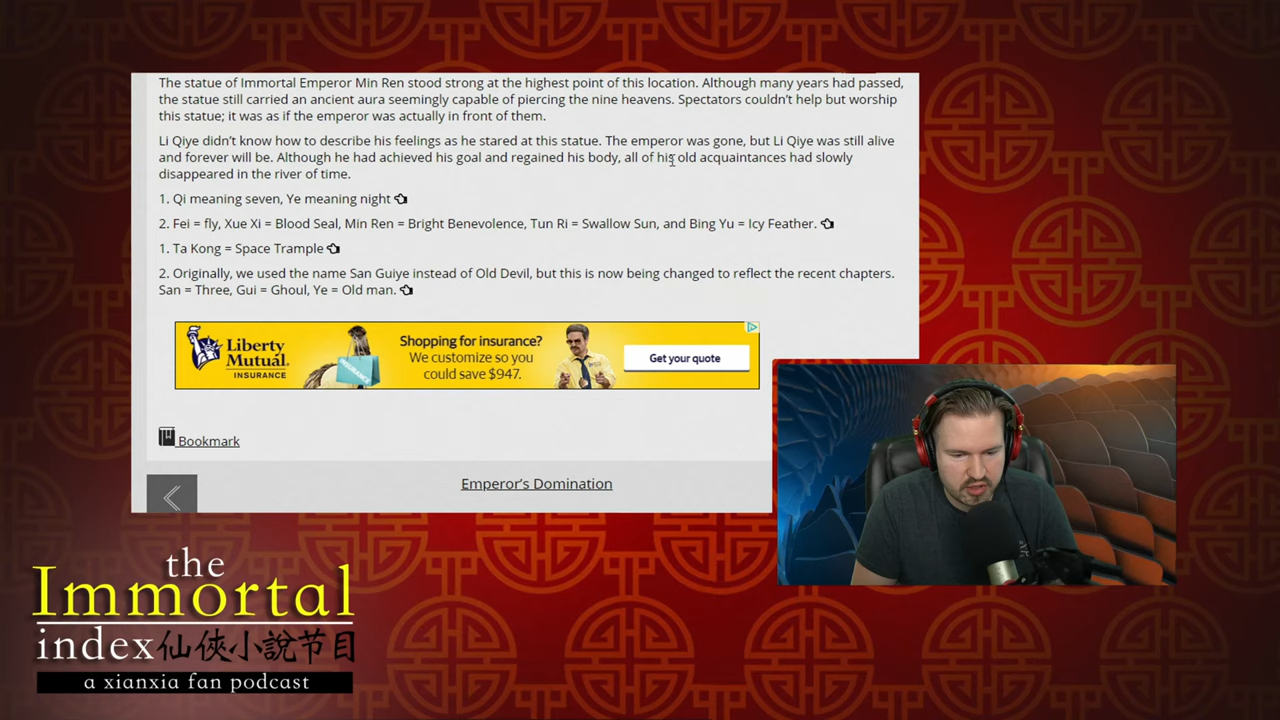 The statue of Immortal Emperor Min Ren stood strong at the highest point of this location. Although many years had passed,
the statue still carried an ancient aura seemingly capable of piercing the nine heavens. Spectators couldn't help but worship
this statue; it was as if the emperor was actually in front of them.
Li Qiye didn't know how to describe his feelings as he stared at this statue. The emperor was gone, but Li Qiye was still alive
and forever will be. Although he had achieved his goal and regained his body, all of his old acquaintances had slowly
disappeared in the river of time.
1. Qi meaning seven, Ye meaning night
2. Fei = fly, Xue Xi = Blood Seal, Min Ren = Bright Benevolence, Tun Ri = Swallow Sun, and Bing Yu = Icy Feather.
1. Ta Kong = Space Trample
2. Originally, we used the name San Guiye instead of Old Devil, but this is now being changed to reflect the recent chapters.
San = Three, Gui = Ghoul, Ye = Old man.
Liberty
Mutual.
INSURANCE
INSURANCE
Shopping for insurance?
We customize so you
could save $947.
Get your quote
Bookmark
Emperor's Domination
the
Immortal
index仙俠小說节目
a xianxia fan podcast